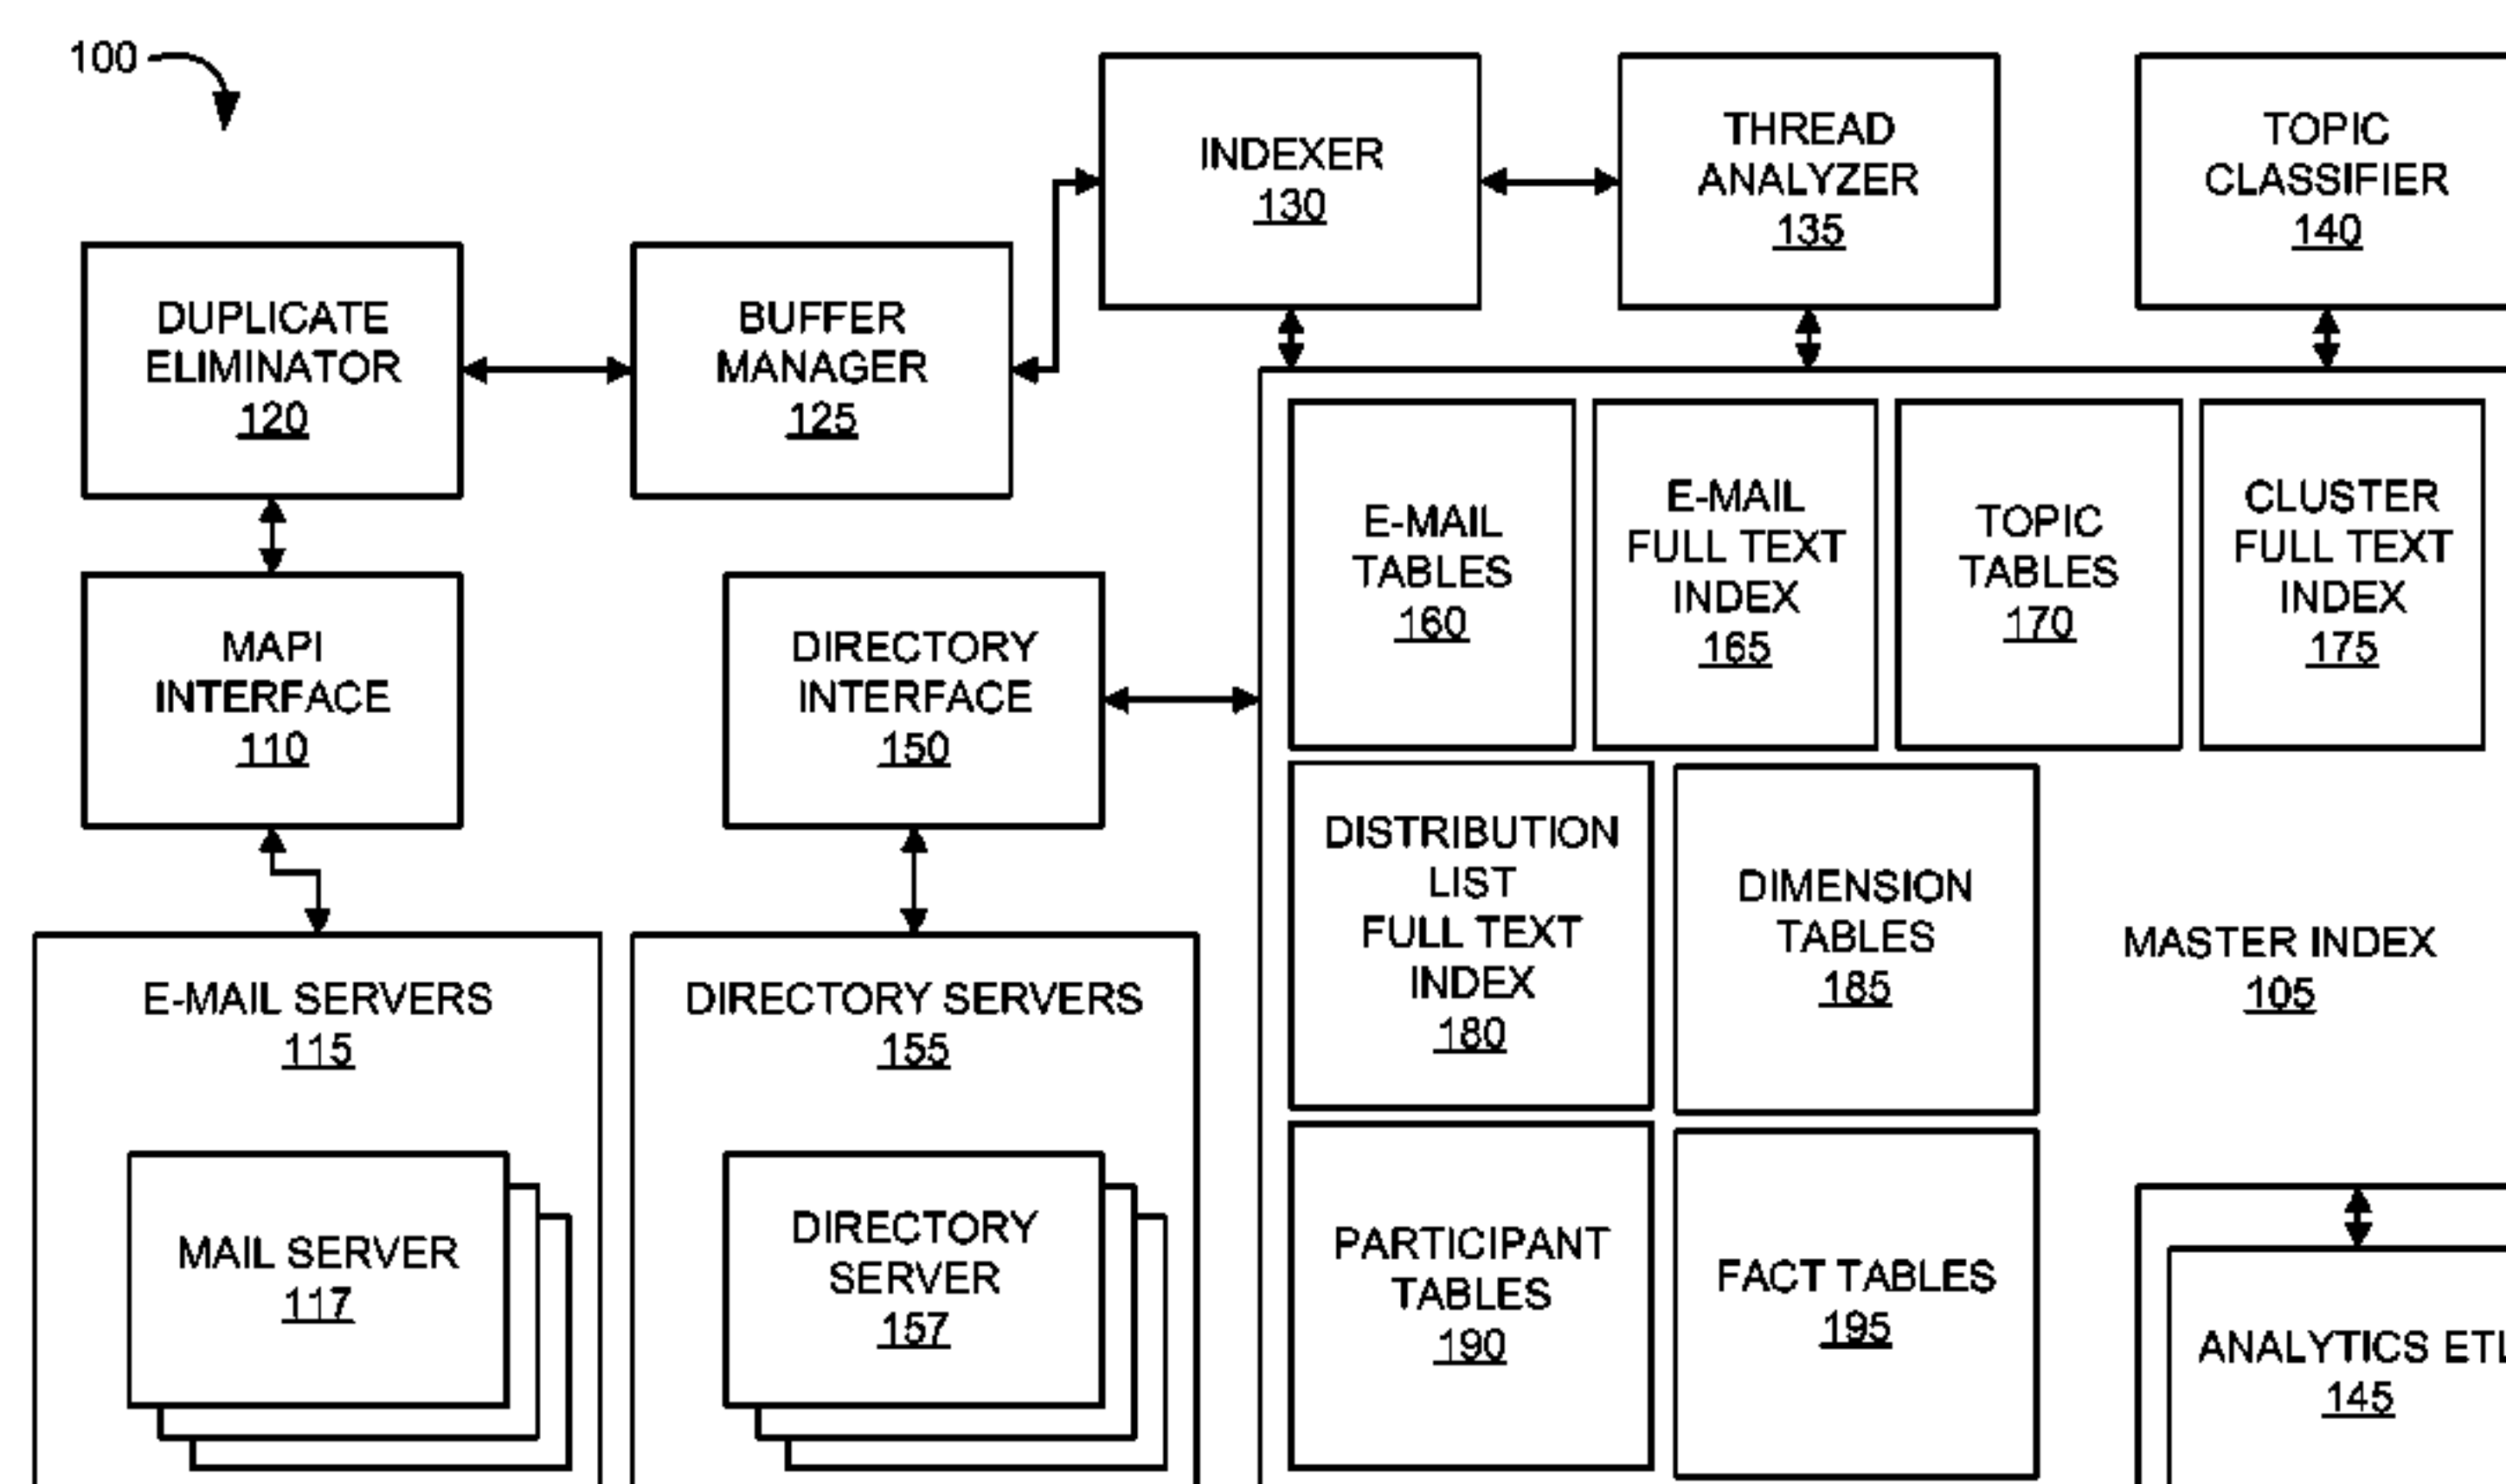 100
INDEXER
130
THREAD
ANALYZER
135
TOPIC
CLASSIFIER
140
DUPLICATE
ELIMINATOR
120
BUFFER
MANAGER
125
E-MAIL
TABLES
160
E-MAIL
FULL TEXT
INDEX
165
TOPIC
TABLES
170
CLUSTER
FULL TEXT
INDEX
175
MAPI
INTERFACE
110
DIRECTORY
INTERFACE
150
DISTRIBUTION
LIST
FULL TEXT
INDEX
180
DIMENSION
TABLES
185
MASTER INDEX
105
E-MAIL SERVERS
115
DIRECTORY SERVERS
155
MAIL SERVER
117
DIRECTORY
SERVER
157
PARTICIPANT
TABLES
190
FACT TABLES
195
ANALYTICS ETL
145